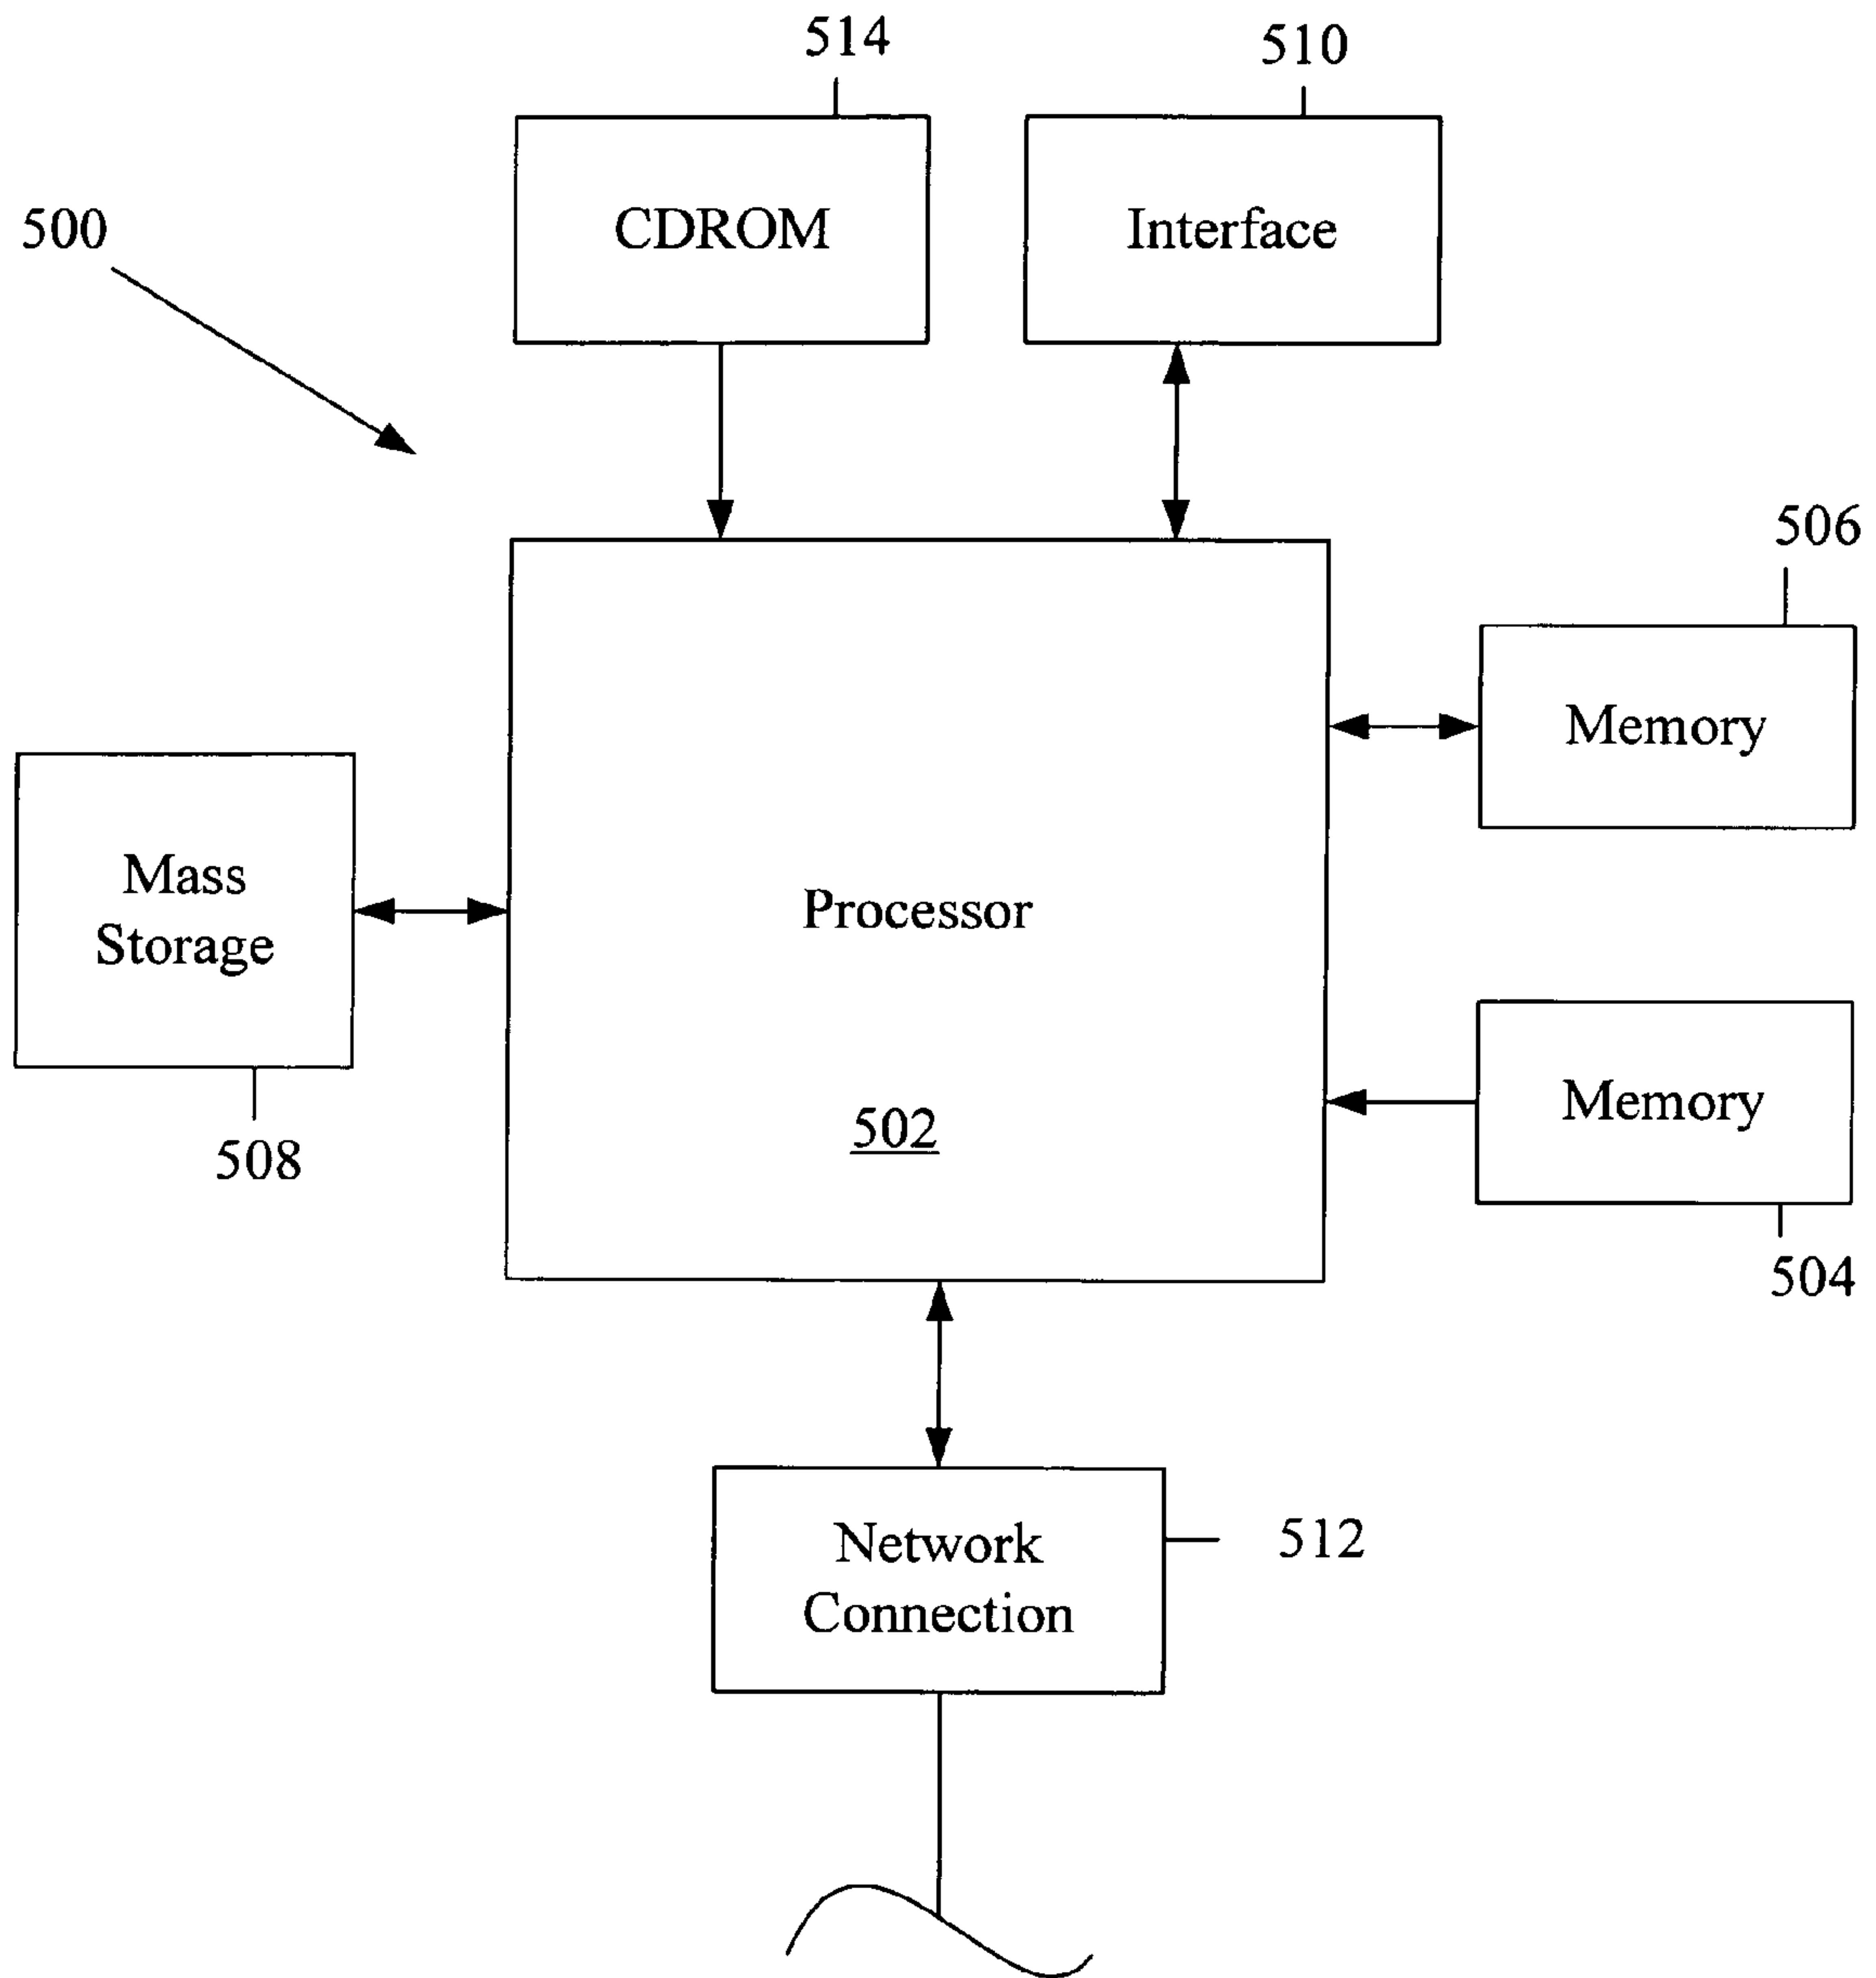 514
510
CDROM
Interface
500
506
Memory
Mass
Storage
Processor
Memory
502
508
504
Network
Connection
512